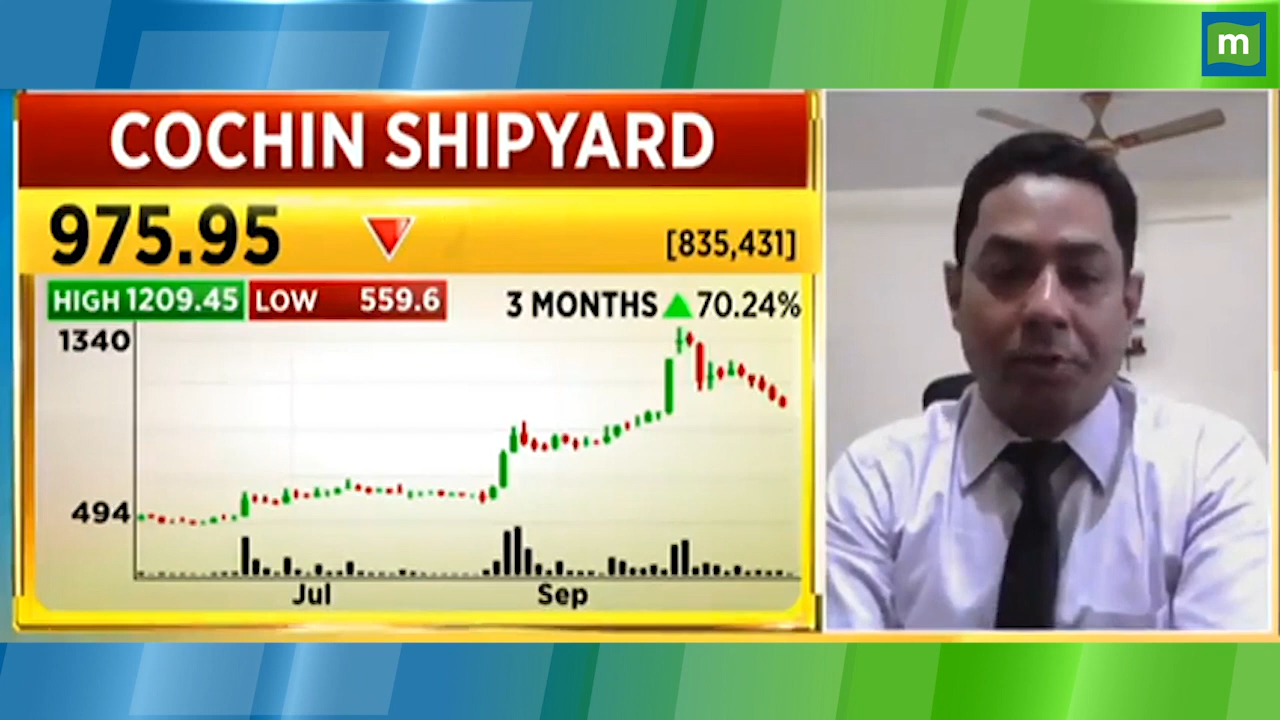 m
COCHIN SHIPYARD
975.95 [835,431]
HIGH 1209.45 LOW 559.6 3 MONTHS 70.24%
1340
494
Jul Sep